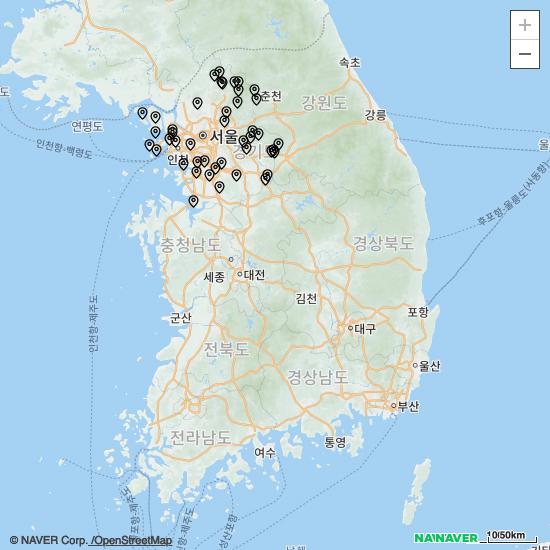 +
−
속초
춘천
강원도
강릉
연평도
서울
인천
경기도
인천항-백령도
울
후포항-울릉도(사동항)
충청남도
경상북도
세종
대전
인천항-제주도
김천
군산
포항
대구
전라북도
경상남도
울산
부산
전라남도
여수
통영
© NAVER Corp. /OpenStreetMap
NAVER
10/50km